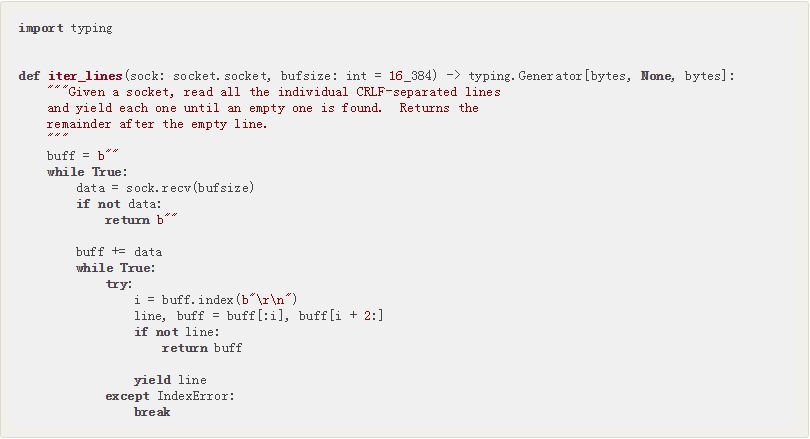 import typing

def iter_lines(sock: socket.socket, bufsize: int = 16_384) -> typing.Generator[bytes, None, bytes]:
    """Given a socket, read all the individual CRLF-separated lines
    and yield each one until an empty one is found.  Returns the
    remainder after the empty line.
    """
    buff = b""
    while True:
        data = sock.recv(bufsize)
        if not data:
            return b""

        buff += data
        while True:
            try:
                i = buff.index(b"\r\n")
                line, buff = buff[:i], buff[i + 2:]
                if not line:
                    return buff

                yield line
            except IndexError:
                break